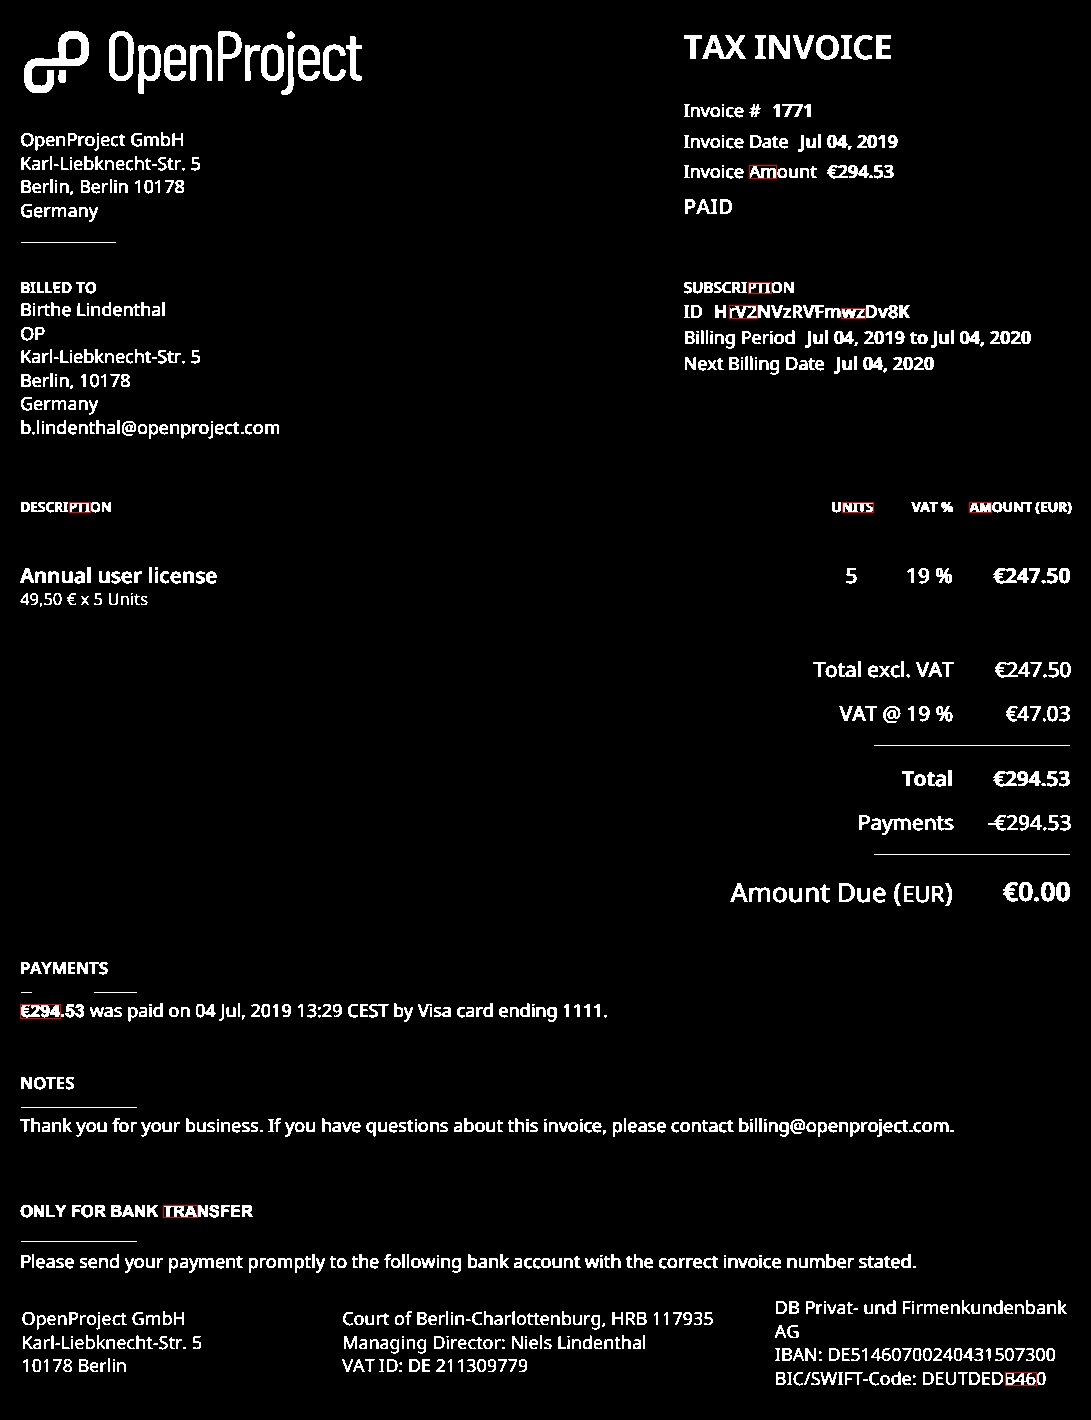 OpenProject
TAX INVOICE
Invoice # 1771
Invoice Date Jul 04, 2019
Invoice Amount €294.53
PAID
OpenProject GmbH
Karl-Liebknecht-Str. 5
Berlin, Berlin 10178
Germany
BILLED TO
Birthe Lindenthal
OP
Karl-Liebknecht-Str. 5
Berlin, 10178
Germany
b.lindenthal@openproject.com
SUBSCRIPTION
ID HrV2NVzRVFmwzDv8K
Billing Period Jul 04, 2019 to Jul 04, 2020
Next Billing Date Jul 04, 2020
DESCRIPTION UNITS VAT % AMOUNT (EUR)
Annual user license 5 19 % €247.50
49,50 € x 5 Units
Total excl. VAT €247.50
VAT @ 19 % €47.03
Total €294.53
Payments -€294.53
Amount Due (EUR) €0.00
PAYMENTS
€294.53 was paid on 04 Jul, 2019 13:29 CEST by Visa card ending 1111.
NOTES
Thank you for your business. If you have questions about this invoice, please contact billing@openproject.com.
ONLY FOR BANK TRANSFER
Please send your payment promptly to the following bank account with the correct invoice number stated.
OpenProject GmbH
Karl-Liebknecht-Str. 5
10178 Berlin
Court of Berlin-Charlottenburg, HRB 117935
Managing Director: Niels Lindenthal
VAT ID: DE 211309779
DB Privat- und Firmenkundenbank
AG
IBAN: DE51460700240431507300
BIC/SWIFT-Code: DEUTDEDB460